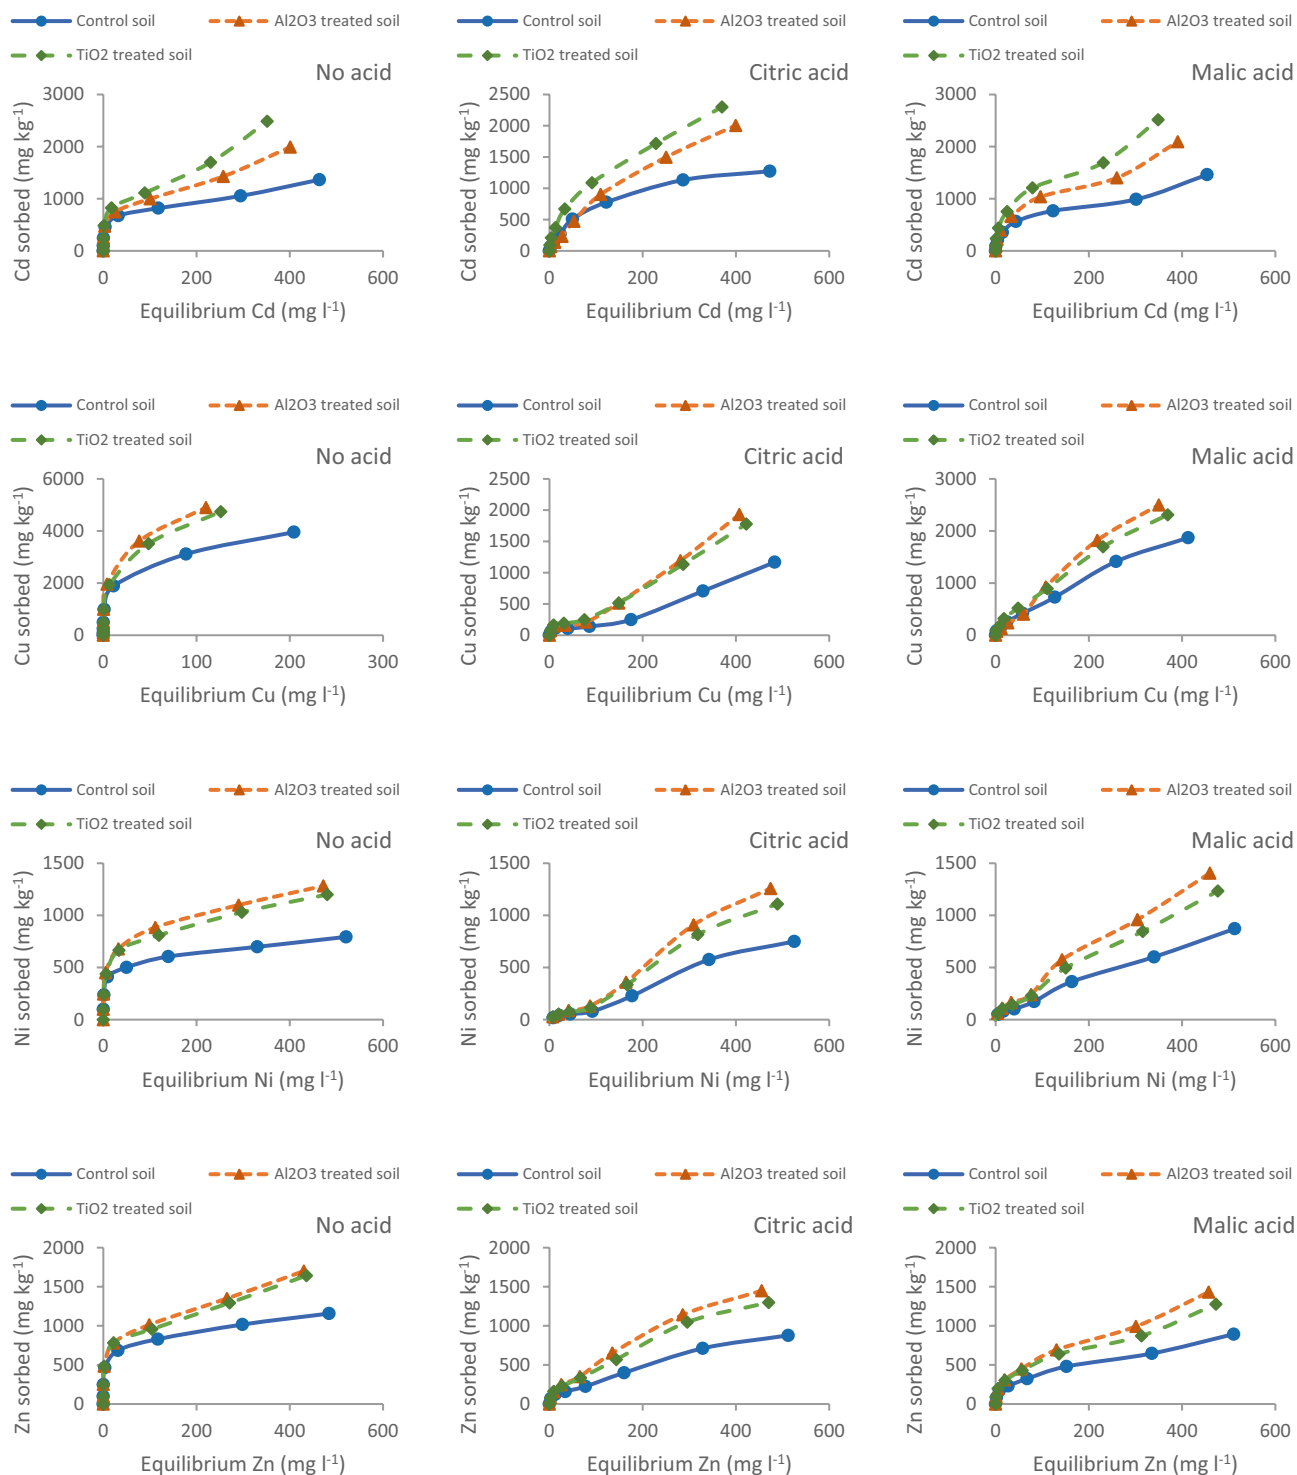 Control soil
Al2O3 treated soil
TiO2 treated soil
No acid
Cd sorbed (mg kg-1)
3000
2000
1000
0
0 200 400 600
Equilibrium Cd (mg l-1)
Control soil
Al2O3 treated soil
TiO2 treated soil
Citric acid
Cd sorbed (mg kg-1)
2500
2000
1500
1000
500
0
0 200 400 600
Equilibrium Cd (mg l-1)
Control soil
Al2O3 treated soil
TiO2 treated soil
Malic acid
Cd sorbed (mg kg-1)
3000
2000
1000
0
0 200 400 600
Equilibrium Cd (mg l-1)
Control soil
Al2O3 treated soil
TiO2 treated soil
No acid
Cu sorbed (mg kg-1)
6000
4000
2000
0
0 100 200 300
Equilibrium Cu (mg l-1)
Control soil
Al2O3 treated soil
TiO2 treated soil
Citric acid
Cu sorbed (mg kg-1)
2500
2000
1500
1000
500
0
0 200 400 600
Equilibrium Cu (mg l-1)
Control soil
Al2O3 treated soil
TiO2 treated soil
Malic acid
Cu sorbed (mg kg-1)
3000
2000
1000
0
0 200 400 600
Equilibrium Cu (mg l-1)
Control soil
Al2O3 treated soil
TiO2 treated soil
No acid
Ni sorbed (mg kg-1)
1500
1000
500
0
0 200 400 600
Equilibrium Ni (mg l-1)
Control soil
Al2O3 treated soil
TiO2 treated soil
Citric acid
Ni sorbed (mg kg-1)
1500
1000
500
0
0 200 400 600
Equilibrium Ni (mg l-1)
Control soil
Al2O3 treated soil
TiO2 treated soil
Malic acid
Ni sorbed (mg kg-1)
1500
1000
500
0
0 200 400 600
Equilibrium Ni (mg l-1)
Control soil
Al2O3 treated soil
TiO2 treated soil
No acid
Zn sorbed (mg kg-1)
2000
1500
1000
500
0
0 200 400 600
Equilibrium Zn (mg l-1)
Control soil
Al2O3 treated soil
TiO2 treated soil
Citric acid
Zn sorbed (mg kg-1)
2000
1500
1000
500
0
0 200 400 600
Equilibrium Zn (mg l-1)
Control soil
Al2O3 treated soil
TiO2 treated soil
Malic acid
Zn sorbed (mg kg-1)
2000
1500
1000
500
0
0 200 400 600
Equilibrium Zn (mg l-1)